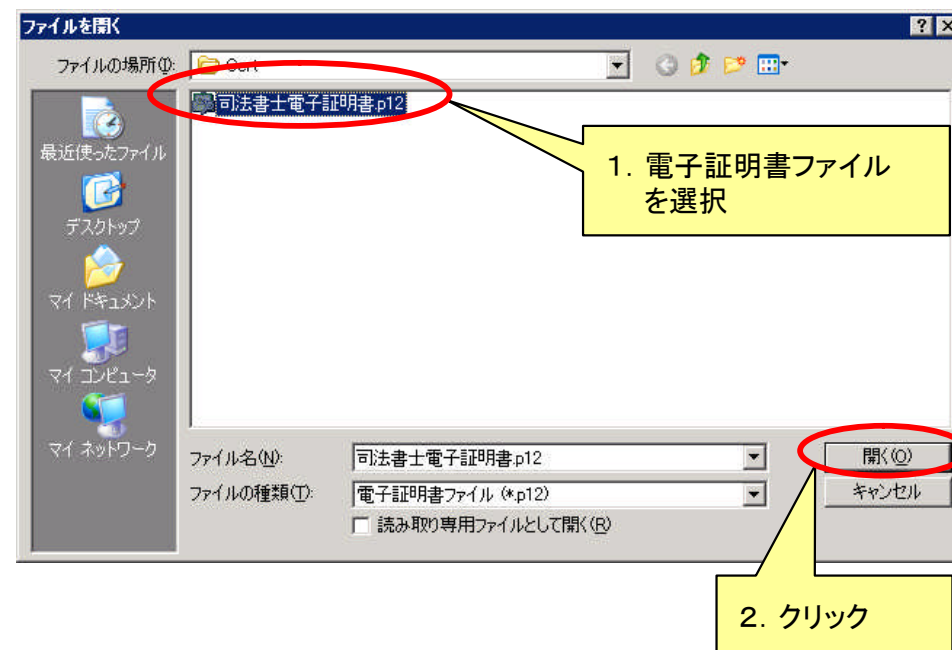 ファイルを開く
ファイルの場所(I):
Cert
司法書士電子証明書.p12
1. 電子証明書ファイル
を選択
最近使ったファイル
デスクトップ
マイ ドキュメント
マイ コンピュータ
マイ ネットワーク
ファイル名(N):
司法書士電子証明書.p12
開く(O)
ファイルの種類(T):
電子証明書ファイル (*.p12)
キャンセル
読み取り専用ファイルとして開く(R)
2. クリック